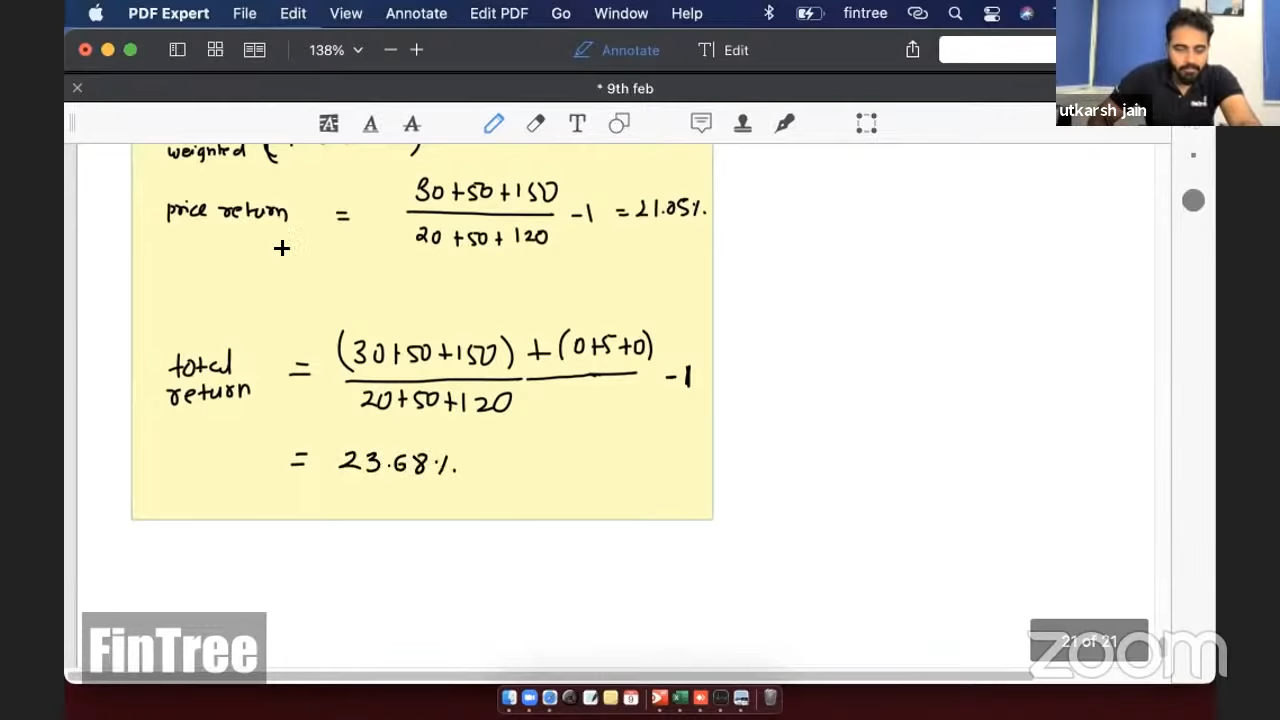 PDF Expert File Edit View Annotate Edit PDF Go Window Help fintree
138% Annotate T Edit
* 9th feb
utkarsh jain
weighted (
price return = 30+50+150 / 20+50+120 -1 = 21.05%.
total return = (30+50+150) + (0+5+0) / 20+50+120 -1
= 23.68%.
FinTree
21 of 21
zoom